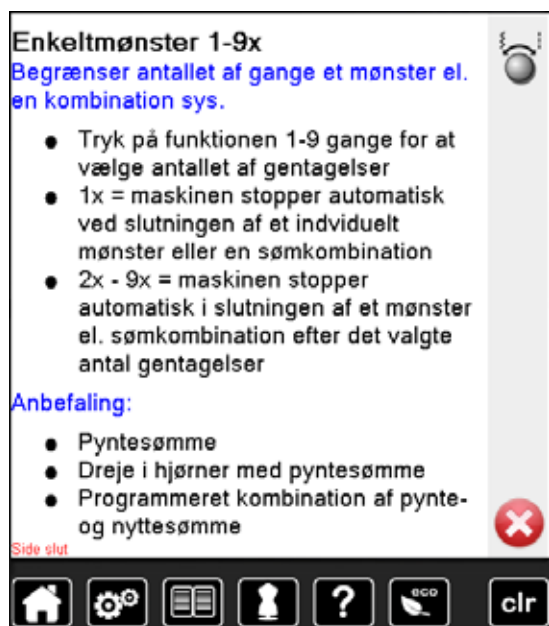 Enkeltmønster 1-9x
Begrænser antallet af gange et mønster el.
en kombination sys.
● Tryk på funktionen 1-9 gange for at
vælge antallet af gentagelser
● 1x = maskinen stopper automatisk
ved slutningen af et indviduelt
mønster eller en sømkombination
● 2x - 9x = maskinen stopper
automatisk i slutningen af et mønster
el. sømkombination efter det valgte
antal gentagelser
Anbefaling:
● Pyntesømme
● Dreje i hjørner med pyntesømme
● Programmeret kombination af pynte-
og nyttesømme
Side slut
?
eco
clr